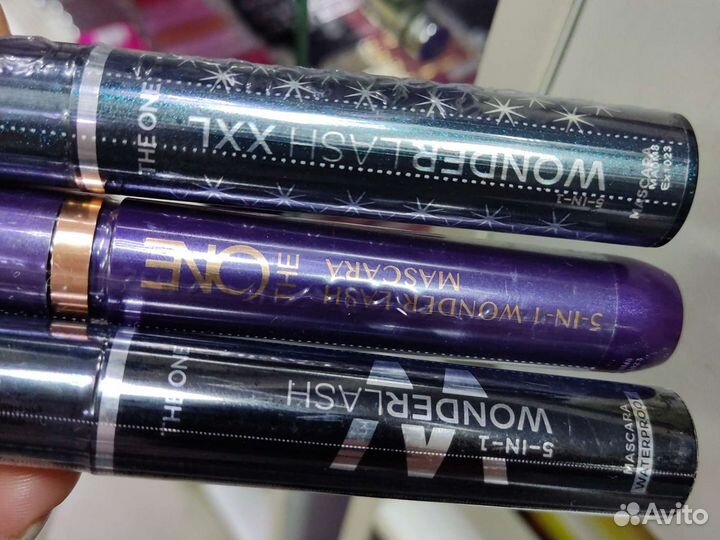 THE ONE
WONDERLASH XXL
5-IN-1
MASCARA
THE ONE
5-IN-1 WONDERLASH
MASCARA
THE ONE
W
WONDERLASH
5-IN-1
MASCARA
WATERPROOF
Avito